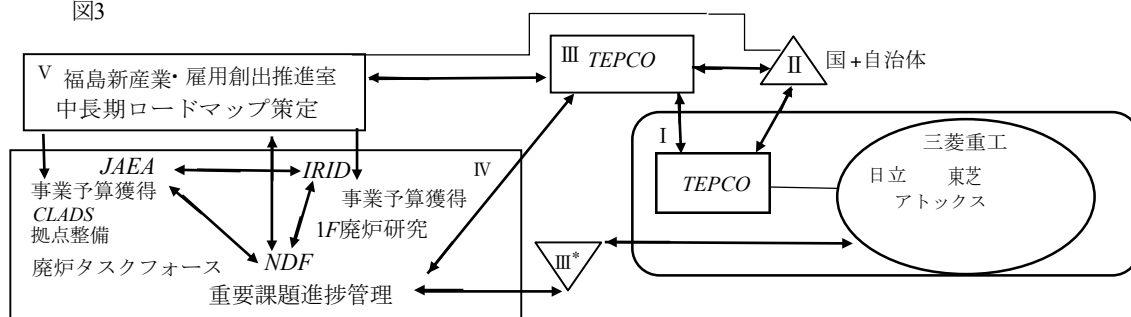 図3
Ⅴ 福島新産業・雇用創出推進室
中長期ロードマップ策定
Ⅲ TEPCO
Ⅱ
国+自治体
Ⅰ
TEPCO
三菱重工
日立 東芝
アトックス
Ⅳ
JAEA
事業予算獲得
CLADS
拠点整備
IRID
事業予算獲得
1F廃炉研究
廃炉タスクフォース
NDF
重要課題進捗管理
Ⅲ*